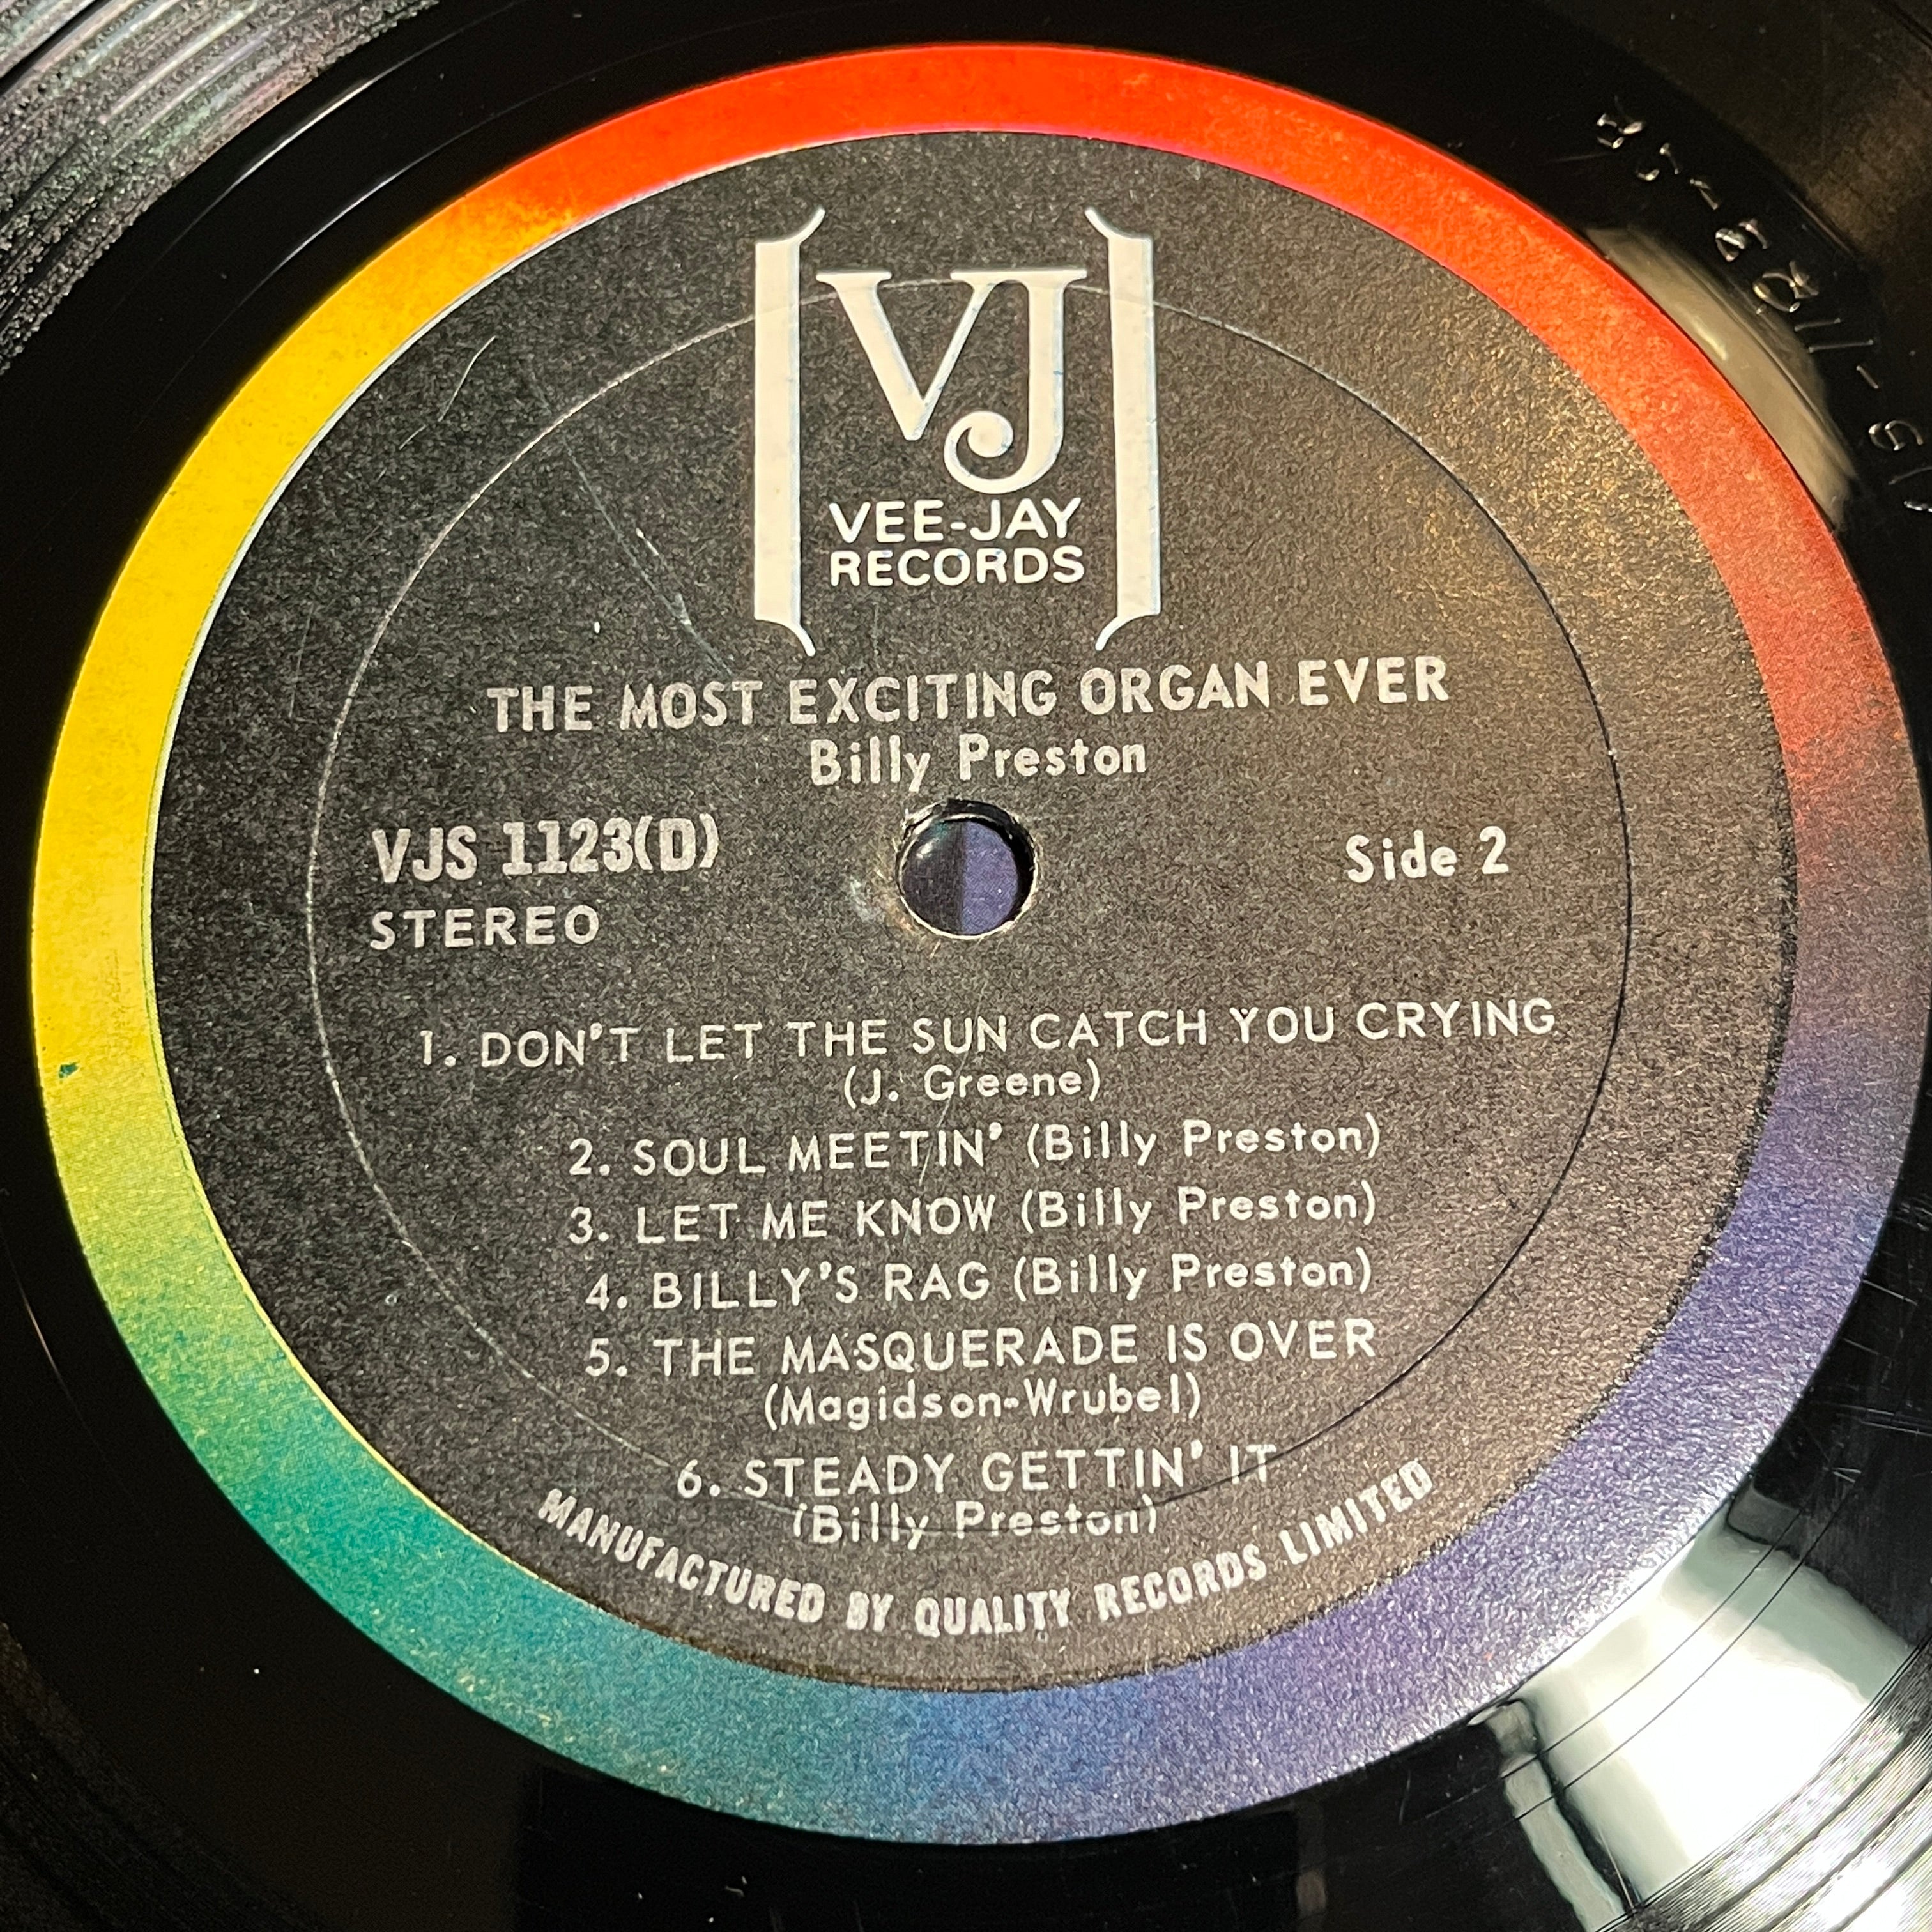 VJ
VEE-JAY
RECORDS
THE MOST EXCITING ORGAN EVER
Billy Preston
VJS 1123(D)
Side 2
STEREO
1. DON'T LET THE SUN CATCH YOU CRYING
(J. Greene)
2. SOUL MEETIN' (Billy Preston)
3. LET ME KNOW (Billy Preston)
4. BILLY'S RAG (Billy Preston)
5. THE MASQUERADE IS OVER
(Magidson-Wrubel)
6. STEADY GETTIN' IT
(Billy Preston)
MANUFACTURED BY QUALITY RECORDS LIMITED